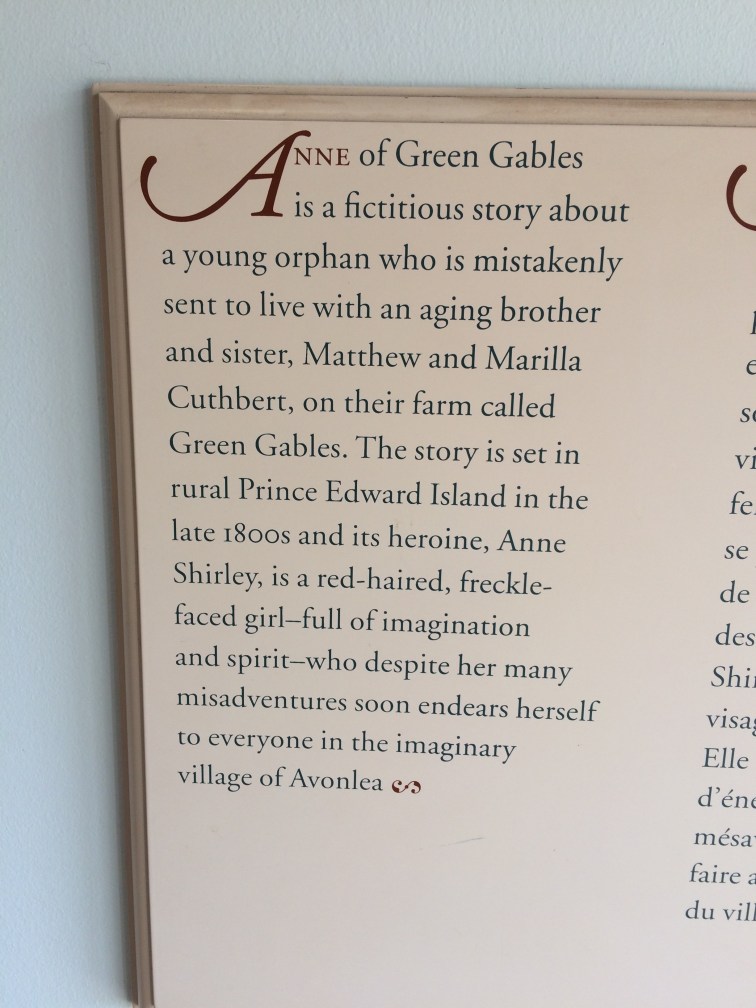 ANNE of Green Gables
is a fictitious story about
a young orphan who is mistakenly
sent to live with an aging brother
and sister, Matthew and Marilla
Cuthbert, on their farm called
Green Gables. The story is set in
rural Prince Edward Island in the
late 1800s and its heroine, Anne
Shirley, is a red-haired, freckle-
faced girl–full of imagination
and spirit–who despite her many
misadventures soon endears herself
to everyone in the imaginary
village of Avonlea
se
de
des
Elle
d'éné
faire a
du vill